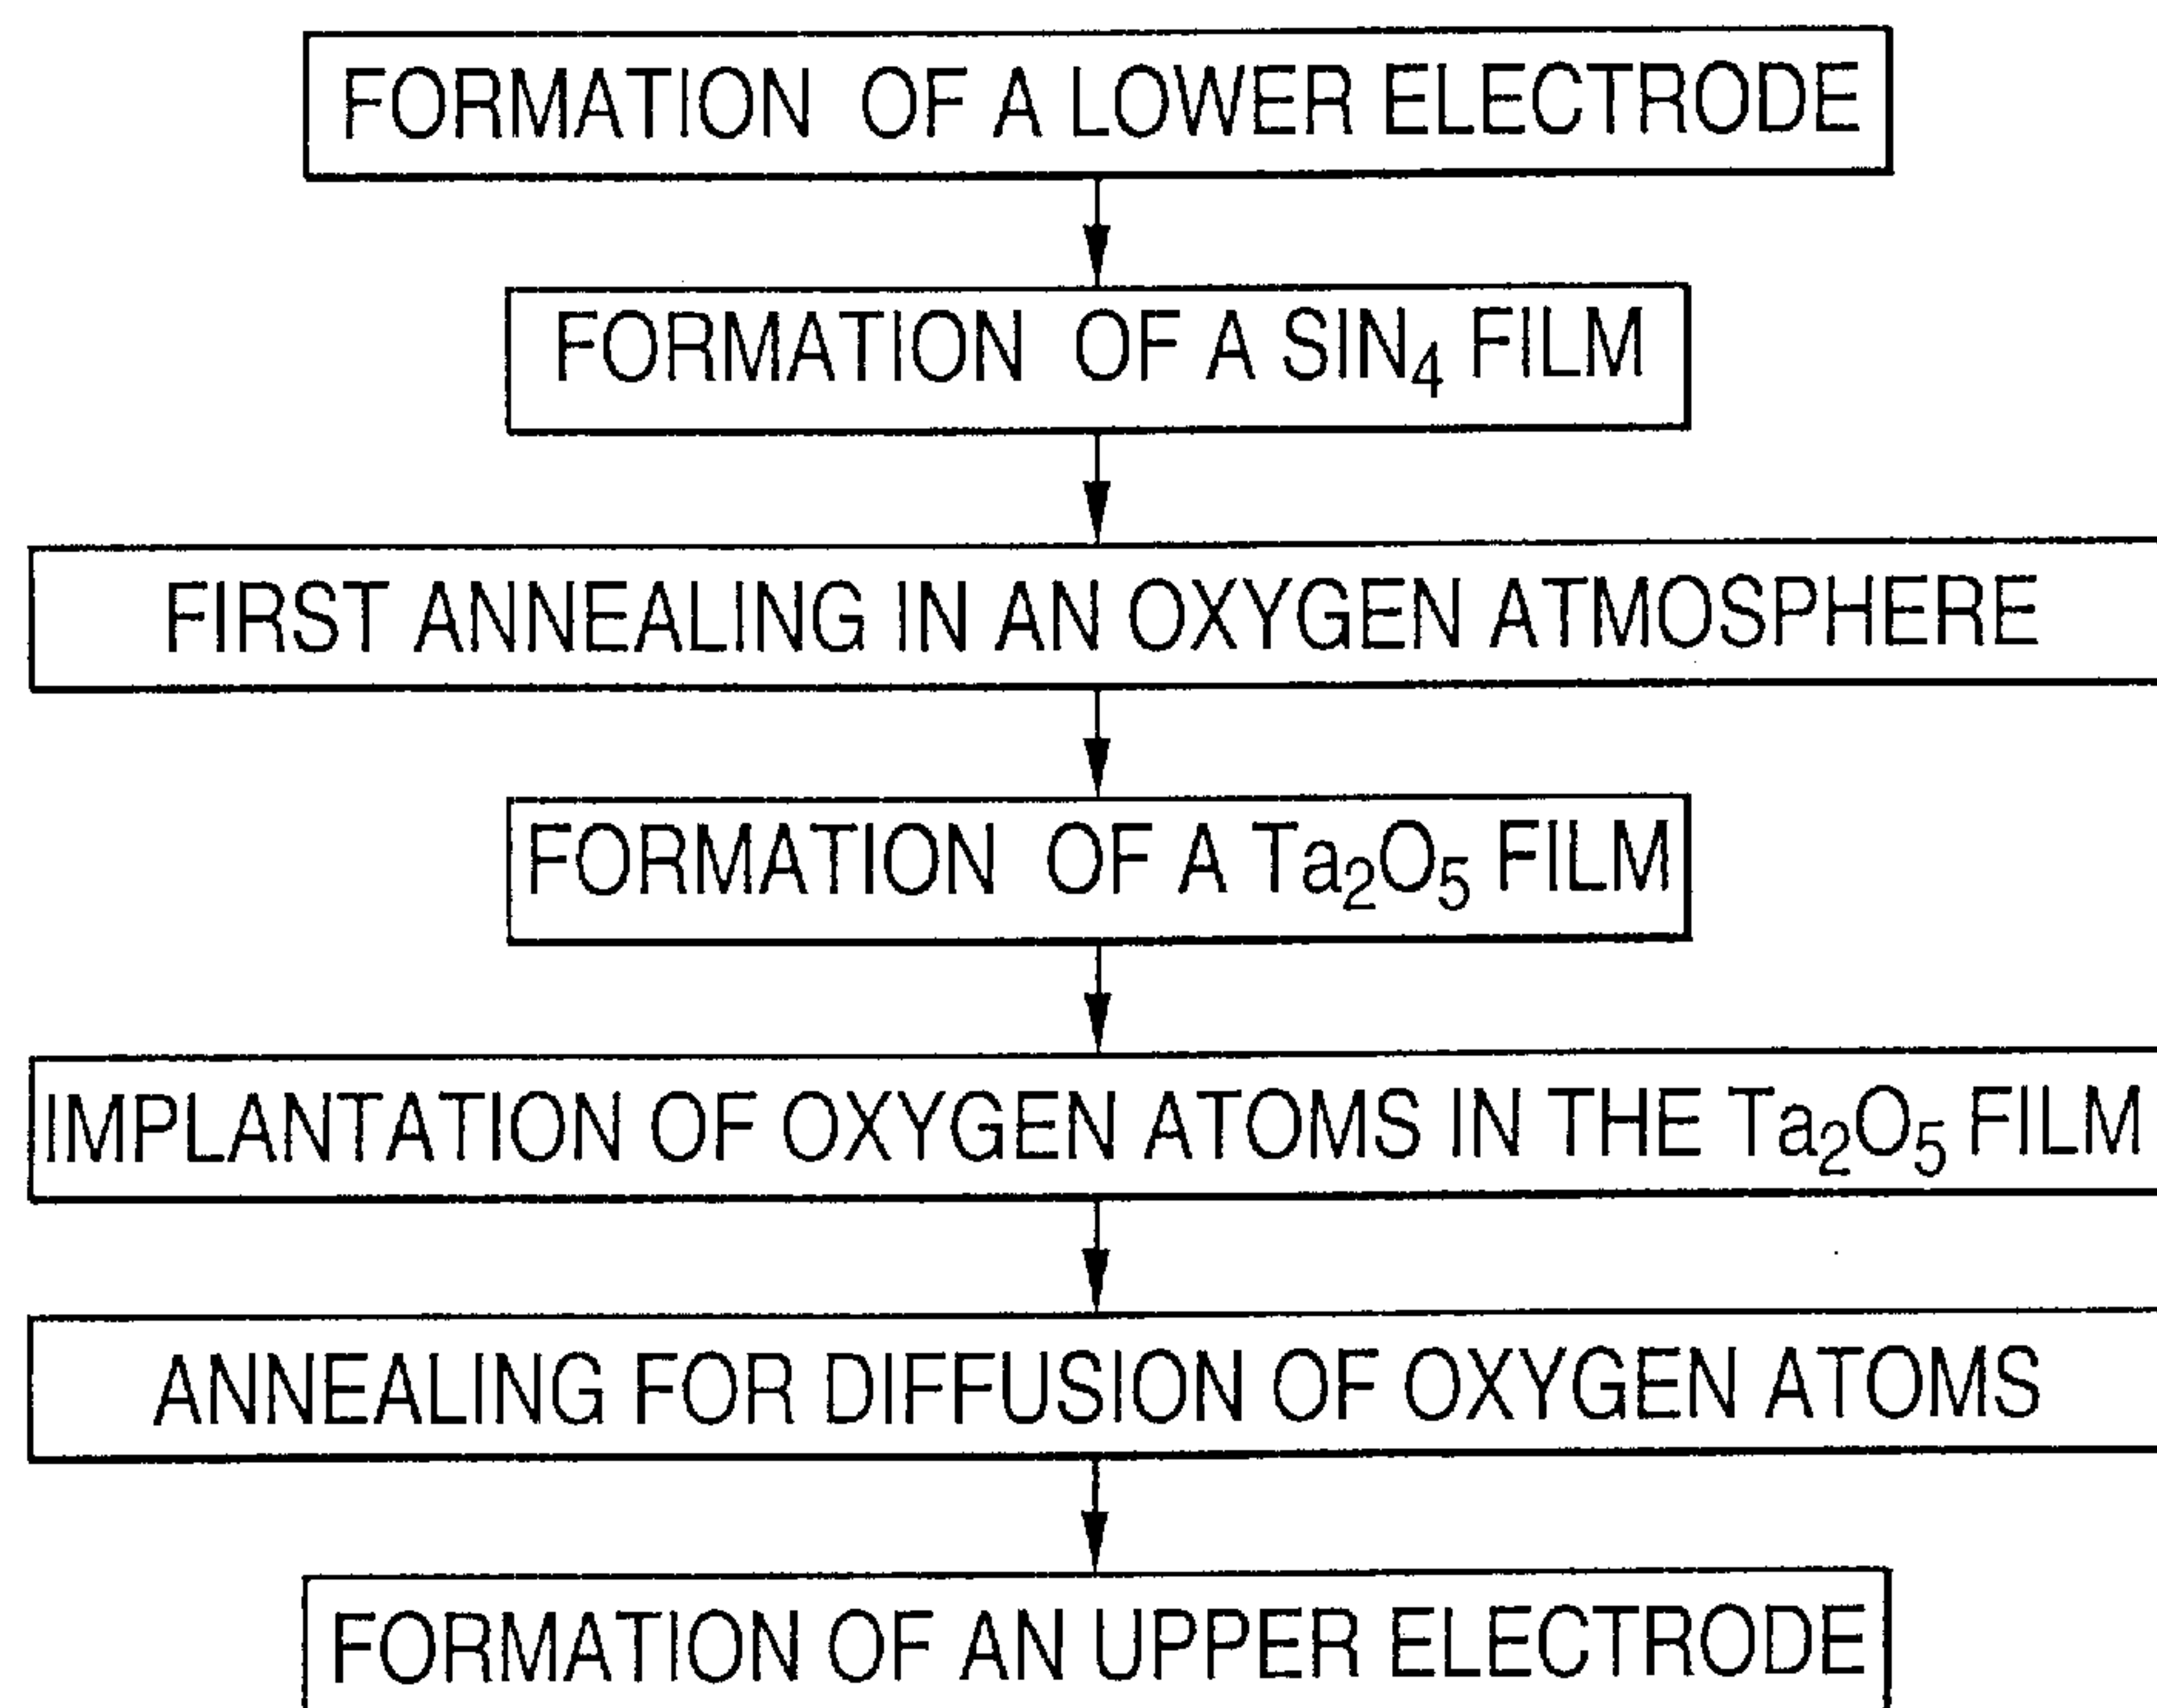 FORMATION OF A LOWER ELECTRODE
FORMATION OF A SIN₄ FILM
FIRST ANNEALING IN AN OXYGEN ATMOSPHERE
FORMATION OF A Ta₂O₅ FILM
IMPLANTATION OF OXYGEN ATOMS IN THE Ta₂O₅ FILM
ANNEALING FOR DIFFUSION OF OXYGEN ATOMS
FORMATION OF AN UPPER ELECTRODE